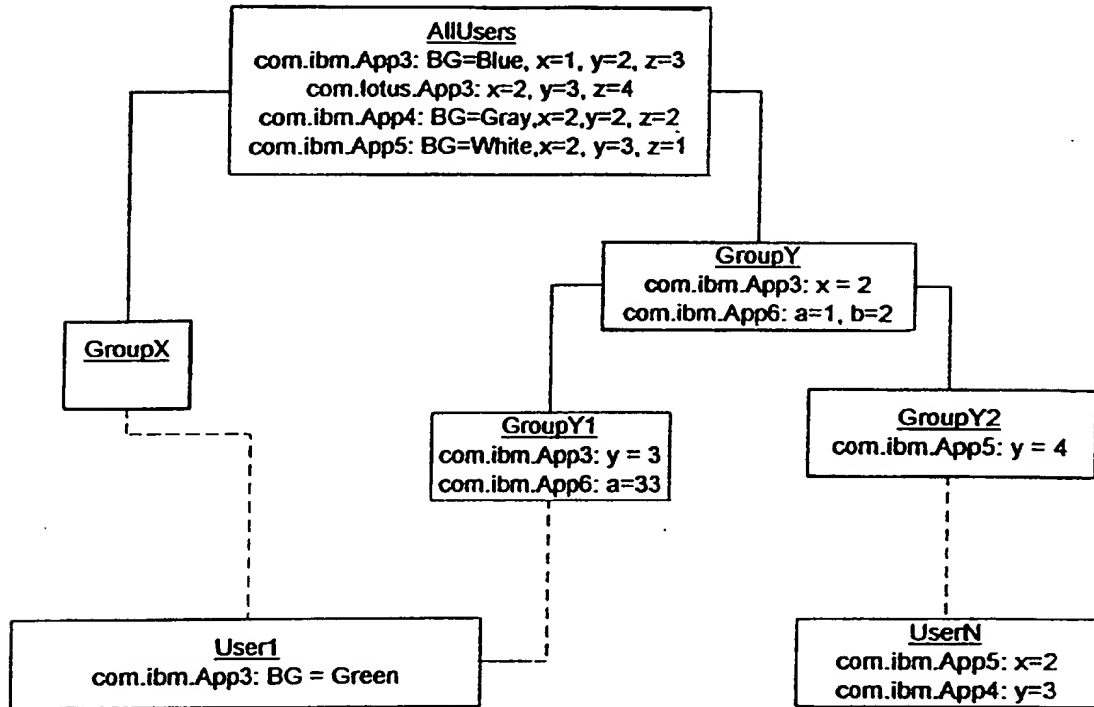 AllUsers
com.ibm.App3: BG=Blue, x=1, y=2, z=3
com.lotus.App3: x=2, y=3, z=4
com.ibm.App4: BG=Gray,x=2,y=2, z=2
com.ibm.App5: BG=White,x=2, y=3, z=1
GroupY
com.ibm.App3: x = 2
com.ibm.App6: a=1, b=2
GroupX
GroupY1
com.ibm.App3: y = 3
com.ibm.App6: a=33
GroupY2
com.ibm.App5: y = 4
User1
com.ibm.App3: BG = Green
UserN
com.ibm.App5: x=2
com.ibm.App4: y=3